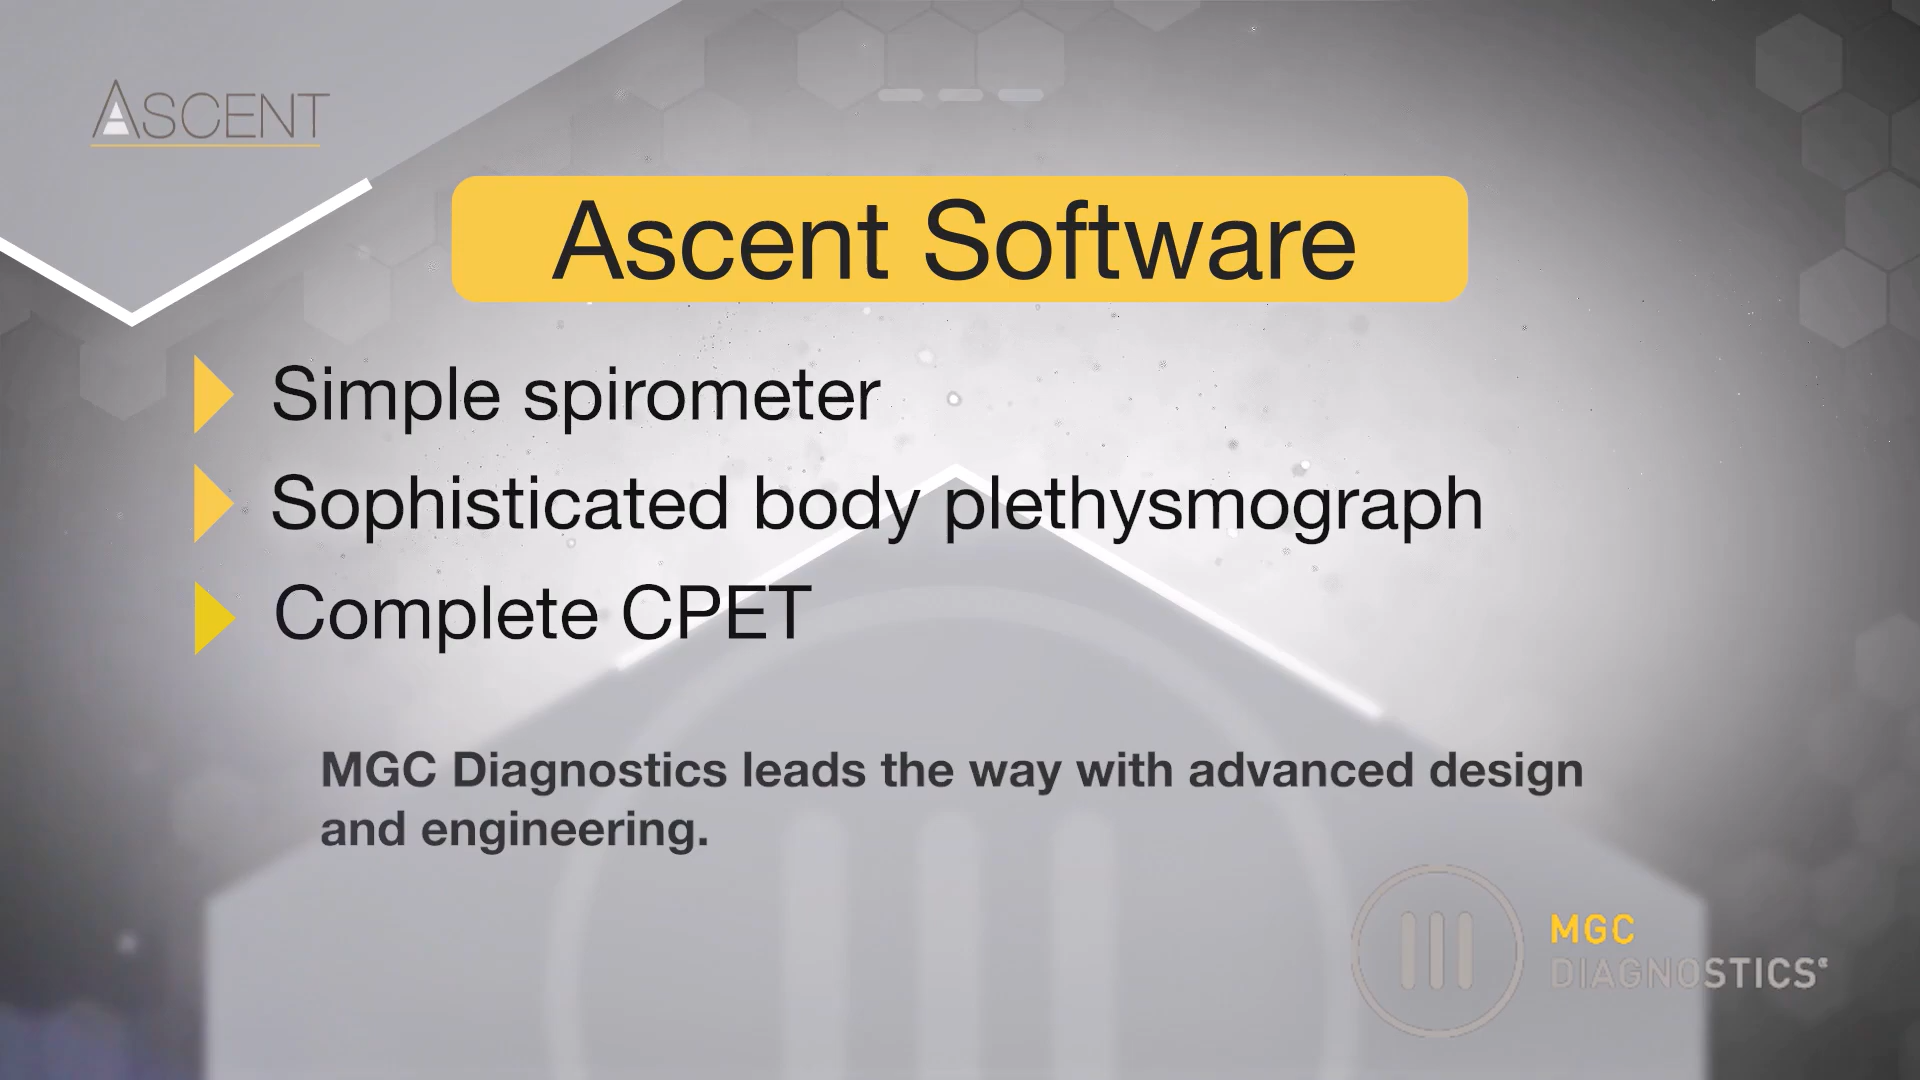 ASCENT
Ascent Software
Simple spirometer
Sophisticated body plethysmograph
Complete CPET
MGC Diagnostics leads the way with advanced design
and engineering.
MGC
DIAGNOSTICS